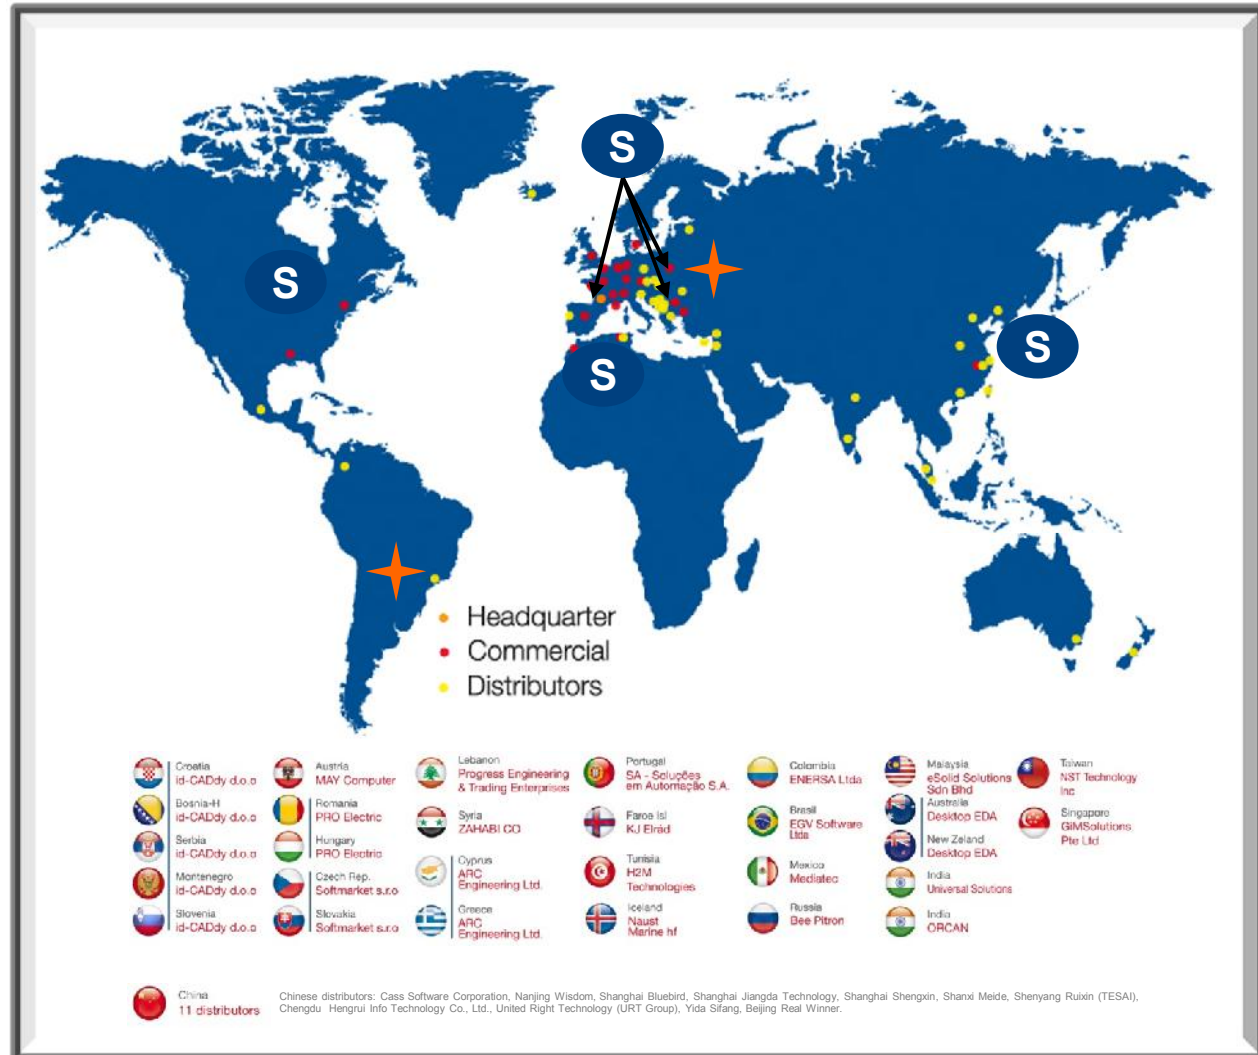 S
S
S
S
Headquarter
Commercial
Distributors
Croatia
id-CADdy d.o.o
Bosnia-H
id-CADdy d.o.o
Serbia
id-CADdy d.o.o
Montenegro
id-CADdy d.o.o
Slovenia
id-CADdy d.o.o
Austria
MAY Computer
Romania
PRO Electric
Hungary
PRO Electric
Czech Rep.
Softmarket s.r.o
Slovakia
Softmarket s.r.o
Lebanon
Progress Engineering
& Trading Enterprises
Syria
ZAHABI CO
Cyprus
ARC
Engineering Ltd.
Greece
ARC
Engineering Ltd.
Portugal
SA - Soluções
em Automação S.A.
Faroe Isl
KJ Elráð
Tunisia
H2M
Technologies
Iceland
Naust
Marine hf
Colombia
ENERSA Ltda
Brasil
EGV Software
Ltda
Mexico
Mediatec
Russia
Bee Pitron
Malaysia
eSolid Solutions
Sdn Bhd
Australia
Desktop EDA
New Zeland
Desktop EDA
India
Universal Solutions
India
ORCAN
Taiwan
NST Technology
Inc
Singapore
GiMSolutions
Pte Ltd
China
11 distributors
Chinese distributors: Cass Software Corporation, Nanjing Wisdom, Shanghai Bluebird, Shanghai Jiangda Technology, Shanghai Shengxin, Shanxi Meide, Shenyang Ruixin (TESAI),
Chengdu Hengrui Info Technology Co., Ltd., United Right Technology (URT Group), Yida Sifang, Beijing Real Winner.